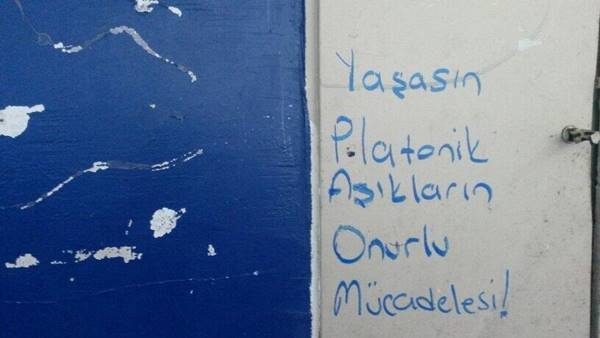 Yaşasın
Platonik
Aşıkların
Onurlu
Mücadelesi!